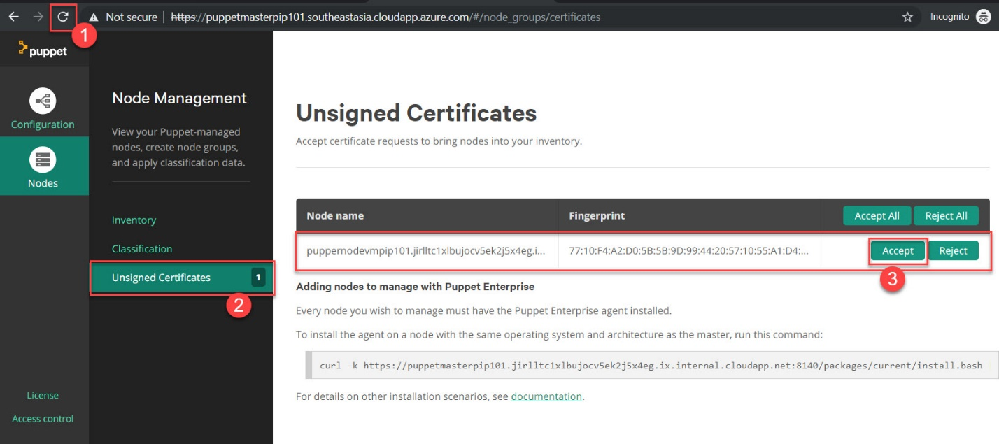 Not secure | https://puppetmasterpip101.southeastasia.cloudapp.azure.com/#/node_groups/certificates
Incognito
1
puppet
Configuration
Nodes
License
Access control
Node Management
View your Puppet-managed
nodes, create node groups,
and apply classification data.
Inventory
Classification
Unsigned Certificates 1
2
Unsigned Certificates
Accept certificate requests to bring nodes into your inventory.
Node name Fingerprint Accept All Reject All
puppernodevmpip101.jirlltc1xlbujocv5ek2j5x4eg.i... 77:10:F4:A2:D0:5B:5B:9D:99:44:20:57:10:55:A1:D4:... Accept Reject
3
Adding nodes to manage with Puppet Enterprise
Every node you wish to manage must have the Puppet Enterprise agent installed.
To install the agent on a node with the same operating system and architecture as the master, run this command:
curl -k https://puppetmasterpip101.jirlltc1xlbujocv5ek2j5x4eg.ix.internal.cloudapp.net:8140/packages/current/install.bash
For details on other installation scenarios, see documentation.